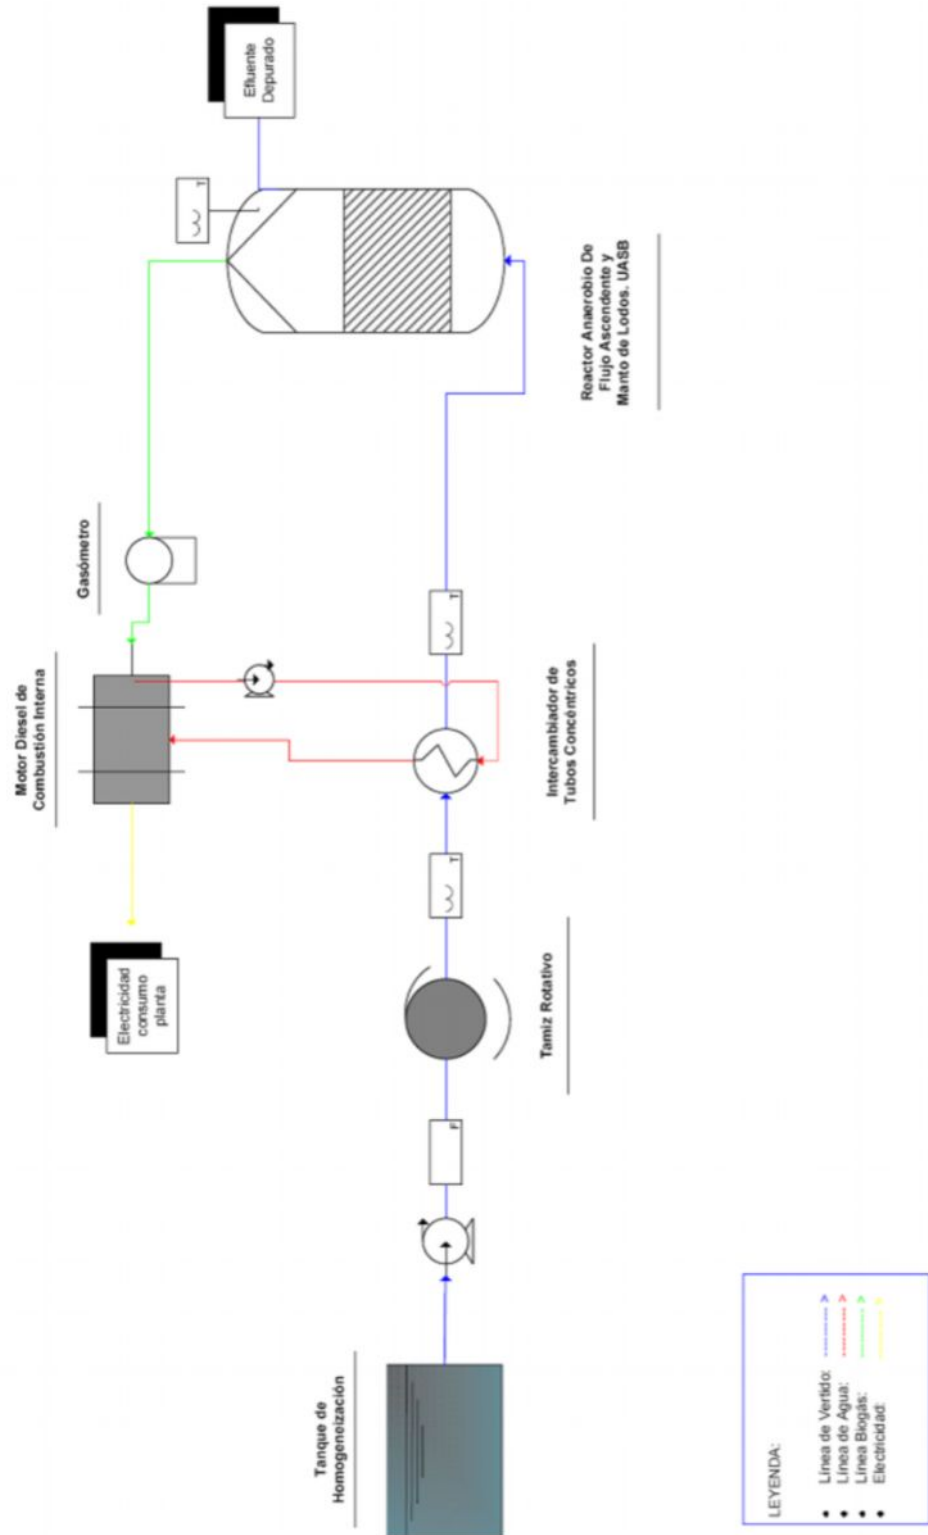 Efluente
Depurado
T
Gasómetro
Motor Diesel de
Combustión Interna
Reactor Anaerobio De
Flujo Ascendente y
Manto de Lodos. UASB
T
Intercambiador de
Tubos Concéntricos
T
Electricidad
consumo
planta
Tamiz Rotativo
F
Tanque de
Homogeneización
LEYENDA:
Línea de Vertido:
Línea de Agua:
Línea Biogás:
Electricidad: